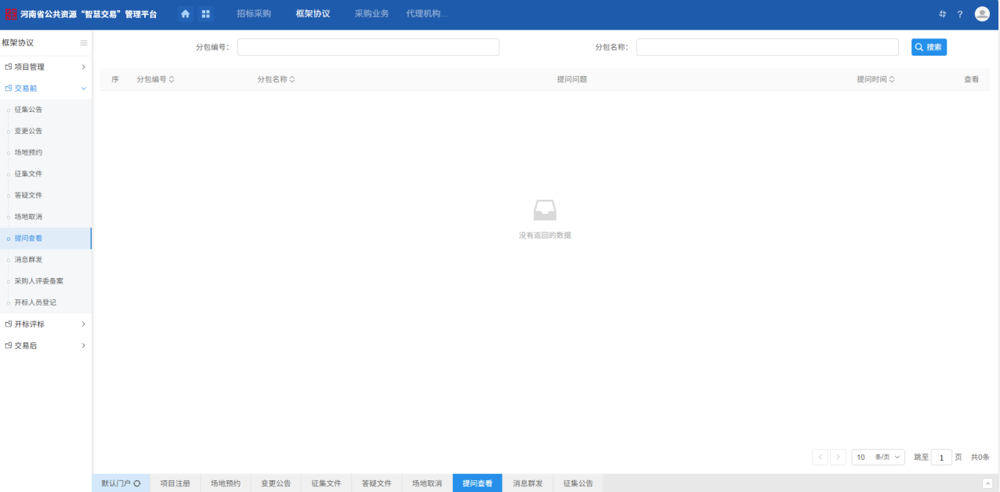 河南省公共资源“智慧交易”管理平台 招标采购 框架协议 采购业务 代理机构... ?
框架协议
项目管理
交易前
征集公告
变更公告
场地预约
征集文件
答疑文件
场地取消
提问查看
消息群发
采购人评委备案
开标人员登记
开标评标
交易后
分包编号： 分包名称： 搜索
序 分包编号 分包名称 提问问题 提问时间 查看
没有返回的数据
10 条/页 跳至 1 页 共0条
默认门户 项目注册 场地预约 变更公告 征集文件 答疑文件 场地取消 提问查看 消息群发 征集公告